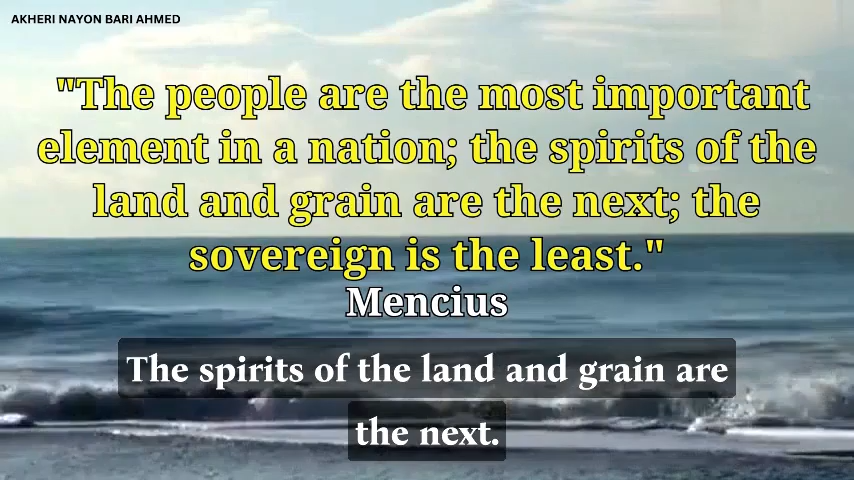 AKHERI NAYON BARI AHMED
"The people are the most important
element in a nation; the spirits of the
land and grain are the next; the
sovereign is the least."
Mencius
The spirits of the land and grain are
the next.